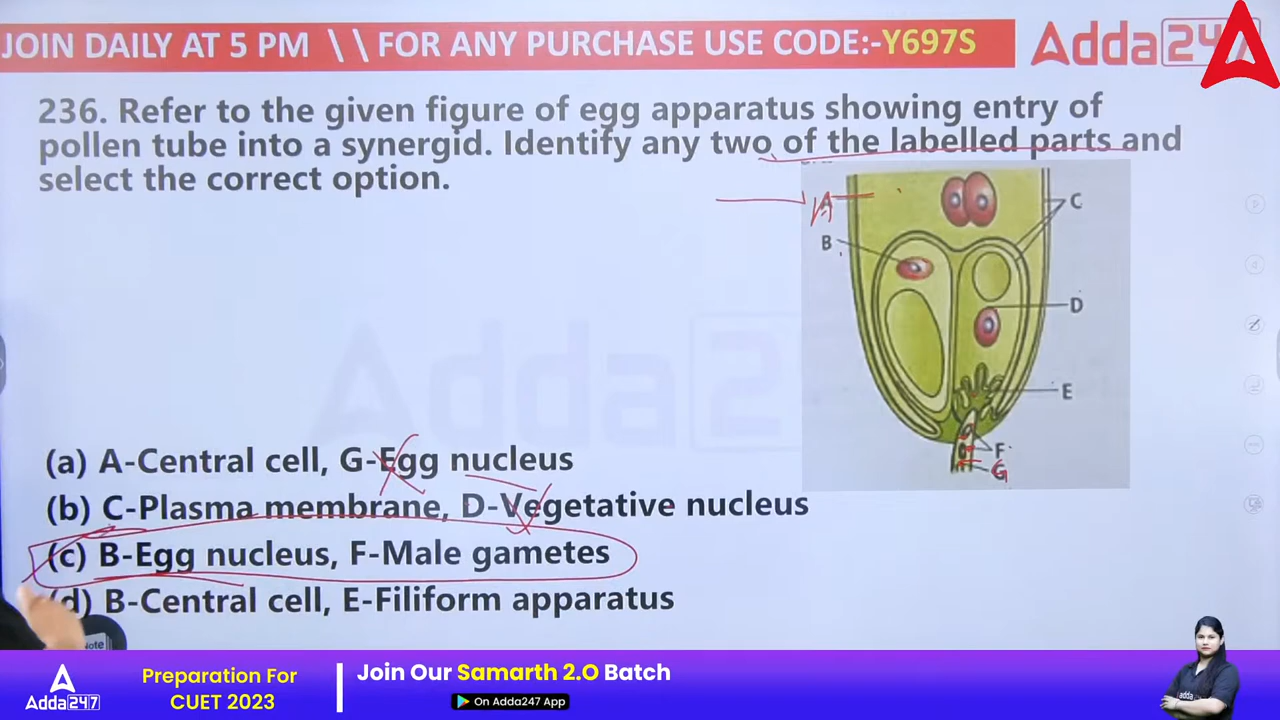 JOIN DAILY AT 5 PM \\ FOR ANY PURCHASE USE CODE:-Y697S
Adda247
236. Refer to the given figure of egg apparatus showing entry of
pollen tube into a synergid. Identify any two of the labelled parts and
select the correct option.
A
C
B
D
E
F
G
Adda247
(a) A-Central cell, G-Egg nucleus
(b) C-Plasma membrane, D-Vegetative nucleus
(c) B-Egg nucleus, F-Male gametes
(d) B-Central cell, E-Filiform apparatus
Note
Adda247
Preparation For
CUET 2023
Join Our Samarth 2.O Batch
On Adda247 App